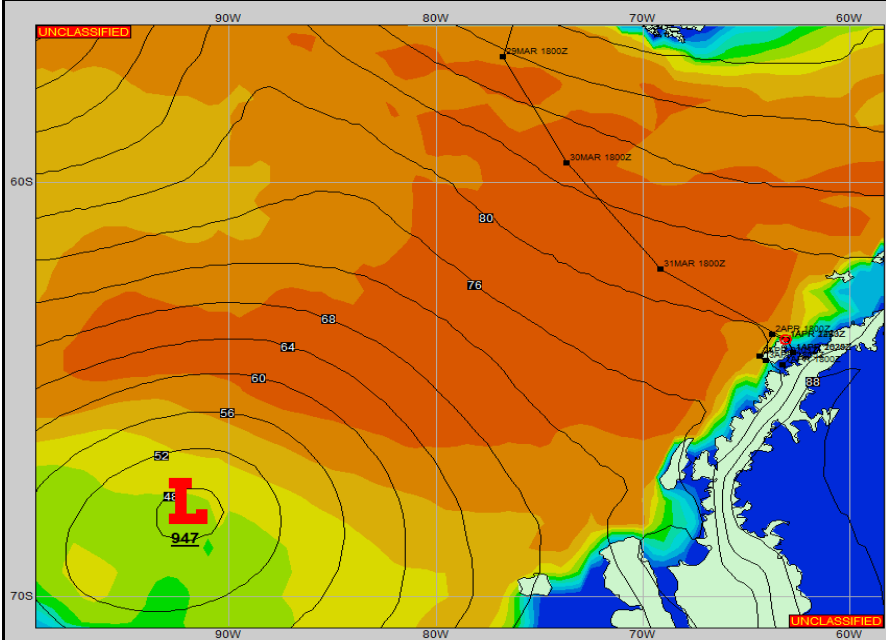 90W 80W 70W 60W
UNCLASSIFIED
29MAR 1800Z
30MAR 1800Z
60S
80
31MAR 1800Z
76
68
2APR 1800Z
64
60
88
56
52
48
L
947
70S
UNCLASSIFIED
90W 80W 70W 60W